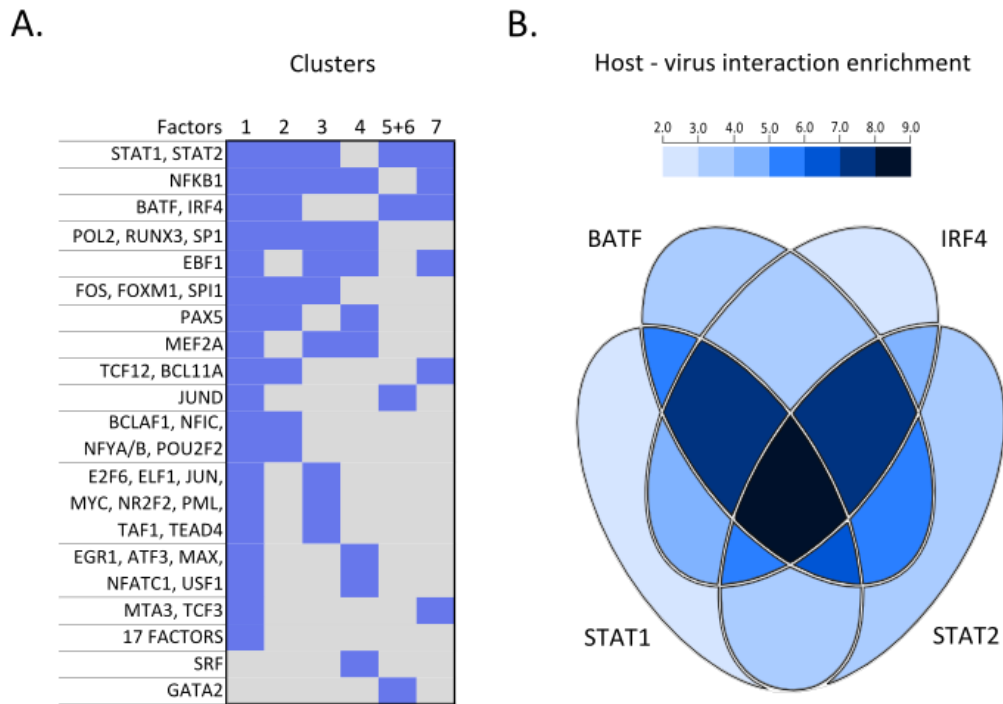 A.
Clusters
Factors 1 2 3 4 5+6 7
STAT1, STAT2
NFKB1
BATF, IRF4
POL2, RUNX3, SP1
EBF1
FOS, FOXM1, SPI1
PAX5
MEF2A
TCF12, BCL11A
JUND
BCLAF1, NFIC,
NFYA/B, POU2F2
E2F6, ELF1, JUN,
MYC, NR2F2, PML,
TAF1, TEAD4
EGR1, ATF3, MAX,
NFATC1, USF1
MTA3, TCF3
17 FACTORS
SRF
GATA2
B.
Host - virus interaction enrichment
2.0 3.0 4.0 5.0 6.0 7.0 8.0 9.0
BATF
IRF4
STAT1
STAT2